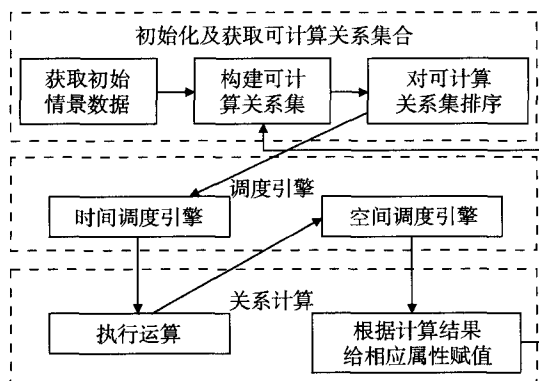 初始化及获取可计算关系集合
获取初始
情景数据
构建可计
算关系集
对可计算
关系集排序
调度引擎
时间调度引擎
空间调度引擎
关系计算
执行运算
根据计算结果
给相应属性赋值